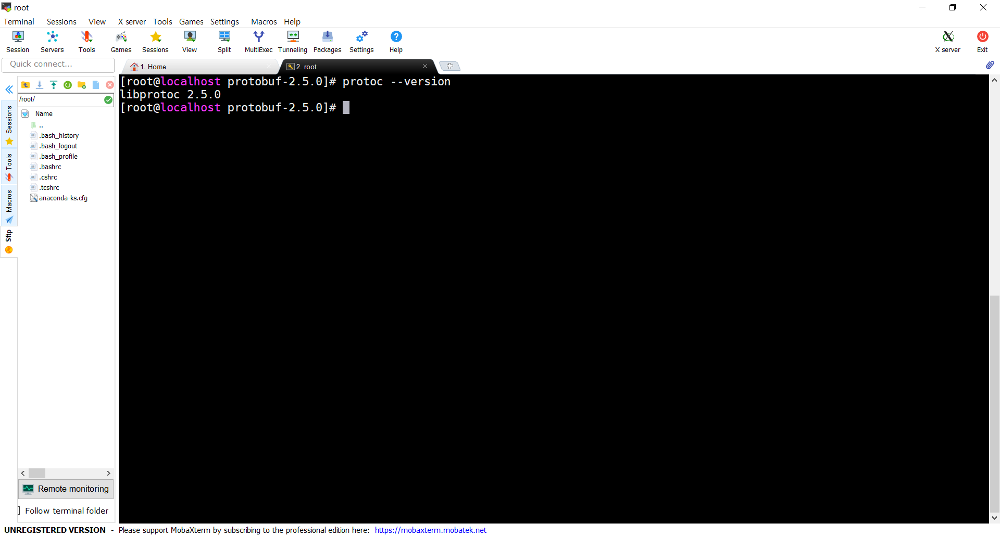 root
Terminal Sessions View X server Tools Games Settings Macros Help
Session Servers Tools Games Sessions View Split MultiExec Tunneling Packages Settings Help X server Exit
Quick connect...
1. Home
2. root
/root/
Name
..
.bash_history
.bash_logout
.bash_profile
.bashrc
.cshrc
.tcshrc
anaconda-ks.cfg
Sessions
Tools
Macros
Sftp
[root@localhost protobuf-2.5.0]# protoc --version
libprotoc 2.5.0
[root@localhost protobuf-2.5.0]#
Remote monitoring
Follow terminal folder
UNREGISTERED VERSION - Please support MobaXterm by subscribing to the professional edition here: https://mobaxterm.mobatek.net